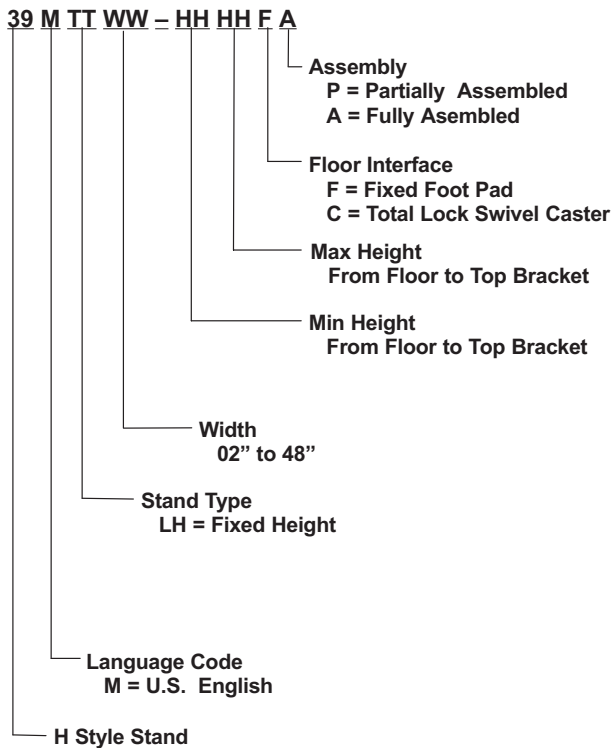 39 M TT WW – HH HH F A
Assembly
P = Partially Assembled
A = Fully Asembled
Floor Interface
F = Fixed Foot Pad
C = Total Lock Swivel Caster
Max Height
From Floor to Top Bracket
Min Height
From Floor to Top Bracket
Width
02” to 48”
Stand Type
LH = Fixed Height
Language Code
M = U.S. English
H Style Stand